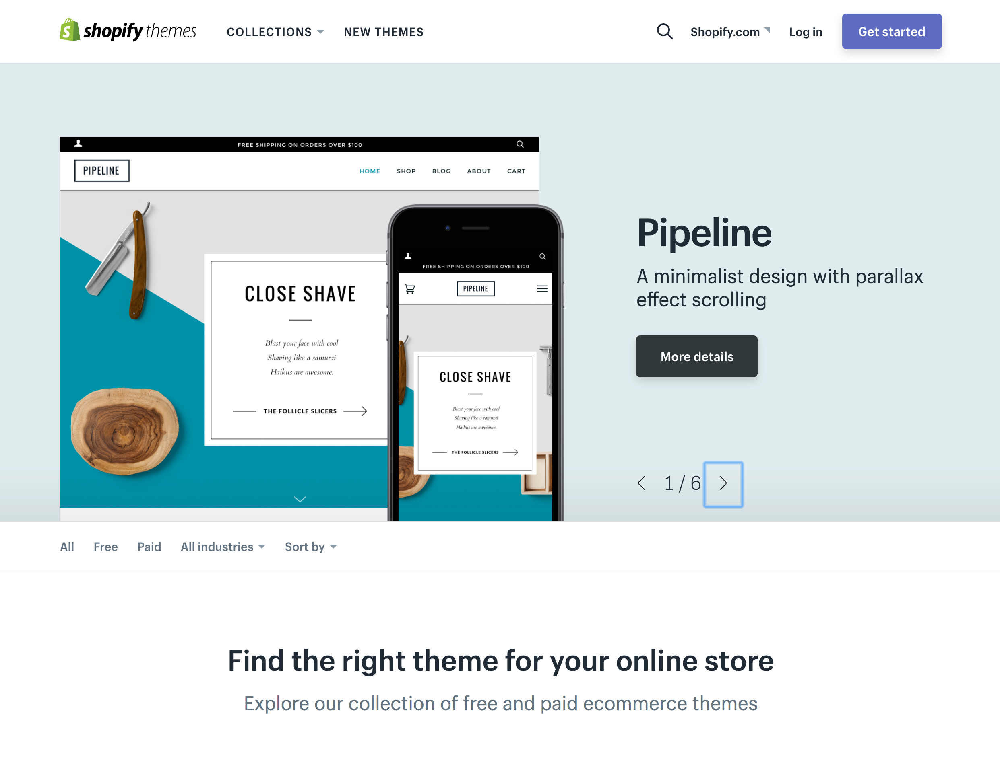 shopify themes
COLLECTIONS
NEW THEMES
Shopify.com
Log in
Get started
FREE SHIPPING ON ORDERS OVER $100
PIPELINE
HOME
SHOP
BLOG
ABOUT
CART
CLOSE SHAVE
Blast your face with cool
Shaving like a samurai
Haikus are awesome.
THE FOLLICLE SLICERS
FREE SHIPPING ON ORDERS OVER $100
PIPELINE
CLOSE SHAVE
Blast your face with cool
Shaving like a samurai
Haikus are awesome.
THE FOLLICLE SLICERS
Pipeline
A minimalist design with parallax
effect scrolling
More details
1 / 6
All
Free
Paid
All industries
Sort by
Find the right theme for your online store
Explore our collection of free and paid ecommerce themes